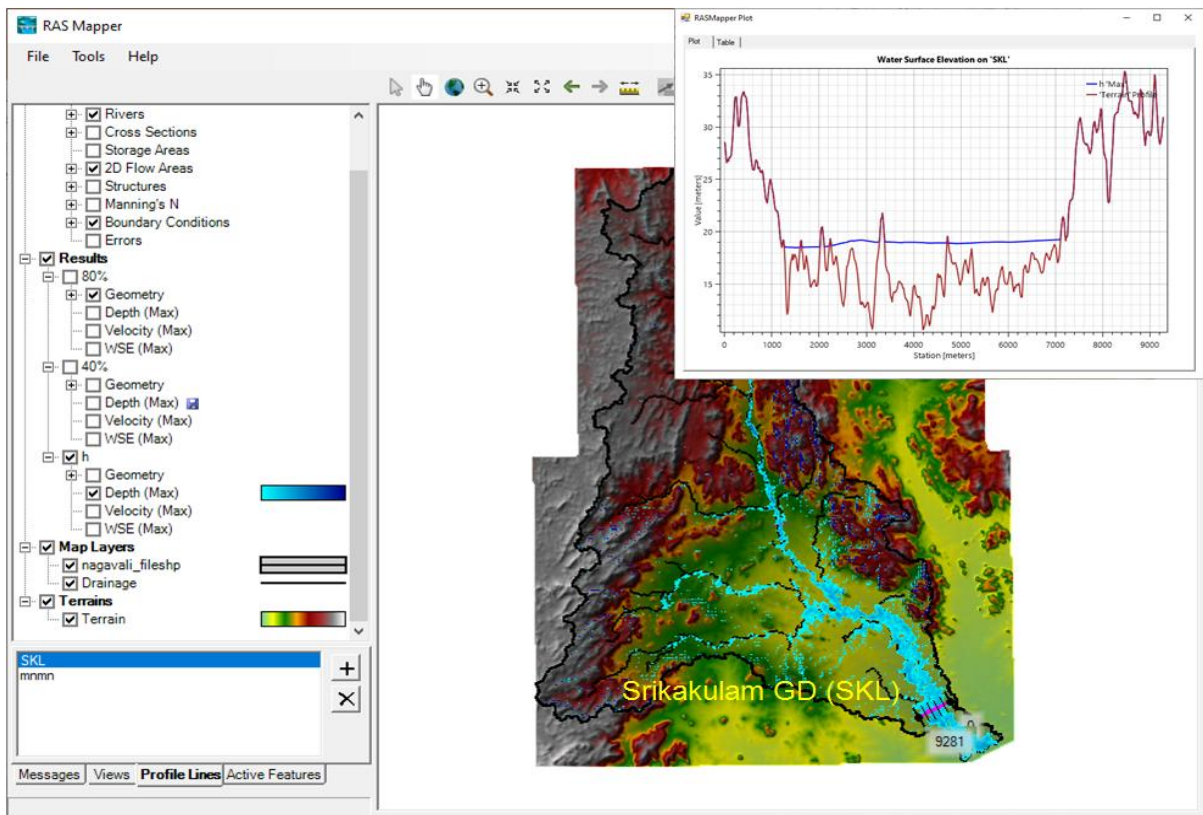 RAS Mapper
File Tools Help
Rivers
Cross Sections
Storage Areas
2D Flow Areas
Structures
Manning's N
Boundary Conditions
Errors
Results
80%
Geometry
Depth (Max)
Velocity (Max)
WSE (Max)
40%
Geometry
Depth (Max)
Velocity (Max)
WSE (Max)
h
Geometry
Depth (Max)
Velocity (Max)
WSE (Max)
Map Layers
nagavali_fileshp
Drainage
Terrains
Terrain
SKL
mnmn
Messages Views Profile Lines Active Features
RASMapper Plot
Plot Table
Water Surface Elevation on 'SKL'
h 'Max'
'Terrain' Profile
Value [meters]
35
30
25
20
15
0 1000 2000 3000 4000 5000 6000 7000 8000 9000
Station [meters]
Srikakulam GD (SKL)
0
9281